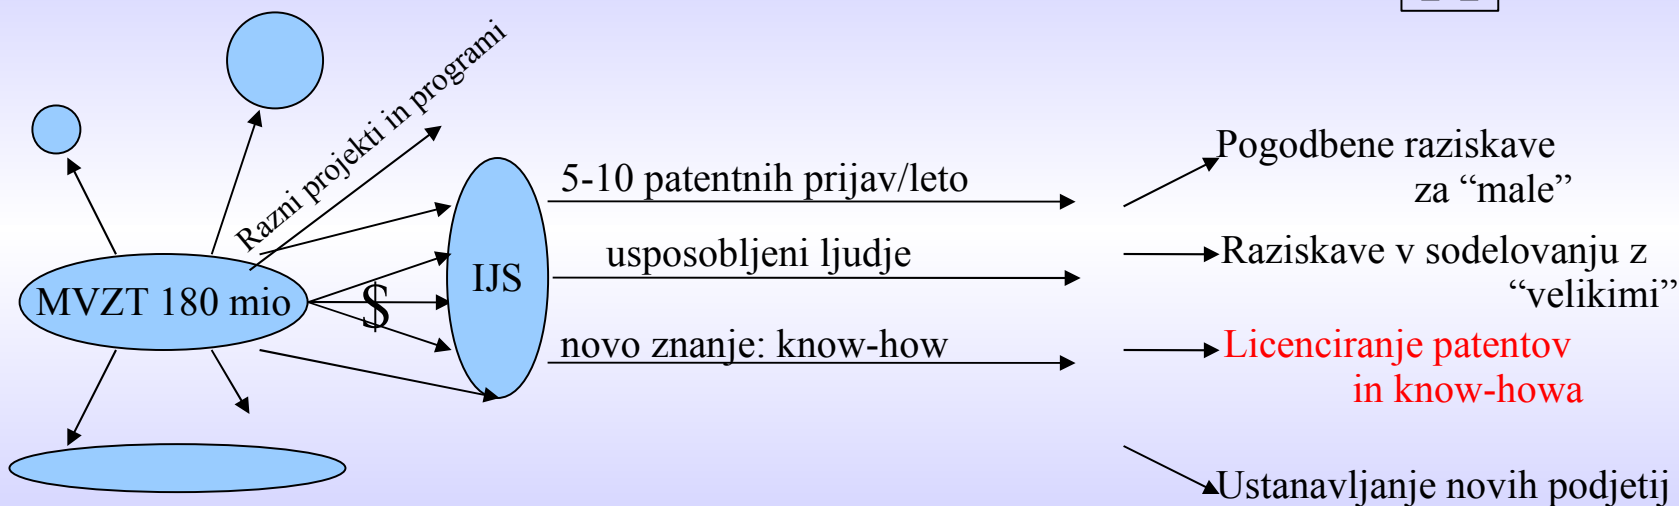 Razni projekti in programi
MVZT 180 mio
$
IJS
5-10 patentnih prijav/leto
usposobljeni ljudje
novo znanje: know-how
Pogodbene raziskave
za “male”
Raziskave v sodelovanju z
“velikimi”
Licenciranje patentov
in know-howa
Ustanavljanje novih podjetij